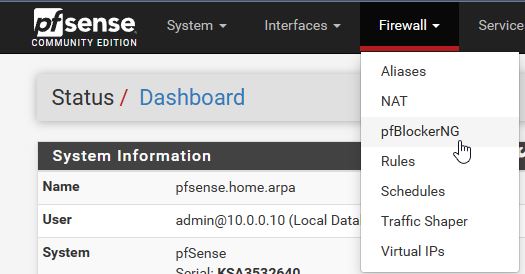 pfsense
COMMUNITY EDITION
System
Interfaces
Firewall
Service
Aliases
NAT
pfBlockerNG
Rules
Schedules
Traffic Shaper
Virtual IPs
Status / Dashboard
System Information
Name pfsense.home.arpa
User admin@10.0.0.10 (Local Data
System pfSense
Serial: KSA3532640